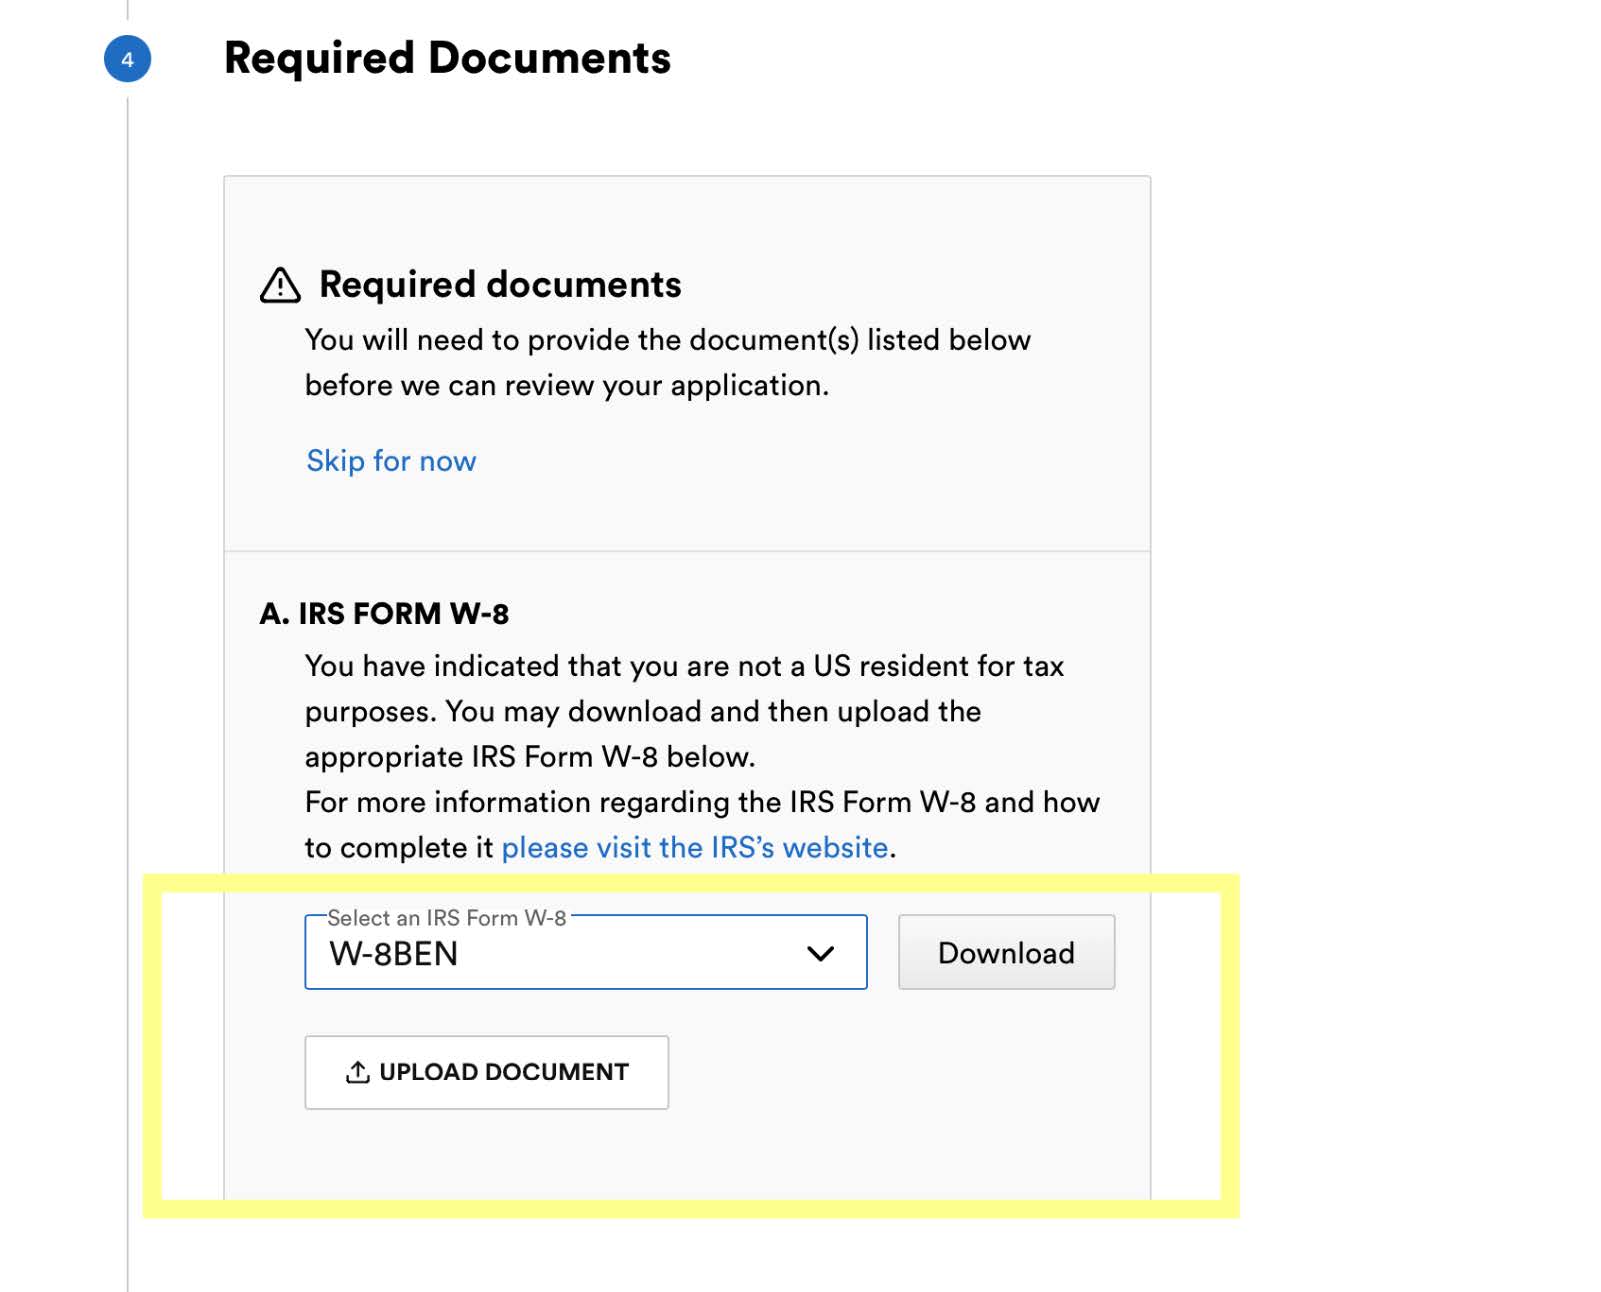 4
Required Documents
Required documents
You will need to provide the document(s) listed below
before we can review your application.
Skip for now
A. IRS FORM W-8
You have indicated that you are not a US resident for tax
purposes. You may download and then upload the
appropriate IRS Form W-8 below.
For more information regarding the IRS Form W-8 and how
to complete it please visit the IRS’s website.
Select an IRS Form W-8
W-8BEN
Download
UPLOAD DOCUMENT